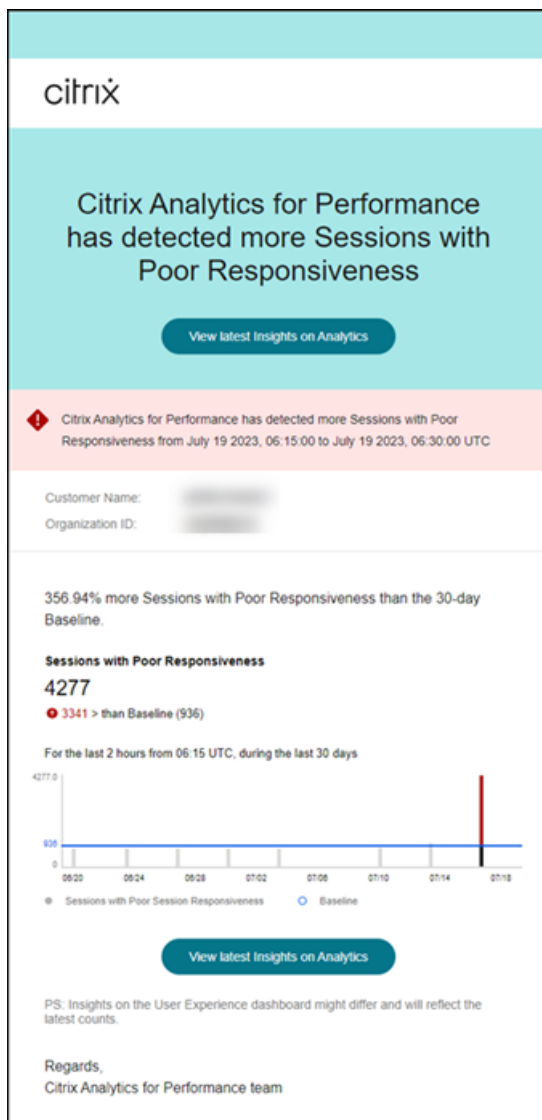 citrix
Citrix Analytics for Performance
has detected more Sessions with
Poor Responsiveness
View latest Insights on Analytics
Citrix Analytics for Performance has detected more Sessions with Poor
Responsiveness from July 19 2023, 06:15:00 to July 19 2023, 06:30:00 UTC
Customer Name:
Organization ID:
356.94% more Sessions with Poor Responsiveness than the 30-day
Baseline.
Sessions with Poor Responsiveness
4277
3341 > than Baseline (936)
For the last 2 hours from 06:15 UTC, during the last 30 days
4277.0
936
0
06/20 06/24 06/28 07/02 07/06 07/10 07/14 07/18
Sessions with Poor Session Responsiveness Baseline
View latest Insights on Analytics
PS: Insights on the User Experience dashboard might differ and will reflect the
latest counts.
Regards,
Citrix Analytics for Performance team